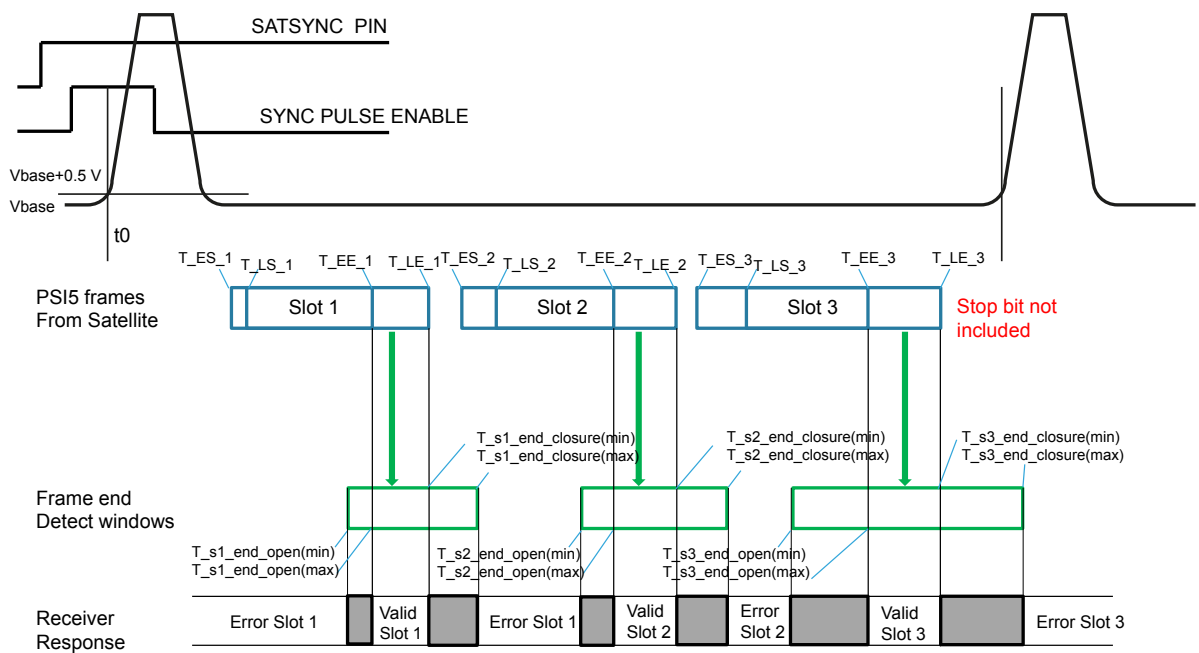 SATSYNC PIN
SYNC PULSE ENABLE
Vbase+0.5 V
Vbase
t0
T_ES_1
T_LS_1
T_EE_1
T_LE_1
T_ES_2
T_LS_2
T_EE_2
T_LE_2
T_ES_3
T_LS_3
T_EE_3
T_LE_3
PSI5 frames
From Satellite
Slot 1
Slot 2
Slot 3
Stop bit not
included
T_s1_end_closure(min)
T_s1_end_closure(max)
T_s2_end_closure(min)
T_s2_end_closure(max)
T_s3_end_closure(min)
T_s3_end_closure(max)
Frame end
Detect windows
T_s1_end_open(min)
T_s1_end_open(max)
T_s2_end_open(min)
T_s2_end_open(max)
T_s3_end_open(min)
T_s3_end_open(max)
Receiver
Response
Error Slot 1
Valid
Slot 1
Error Slot 1
Valid
Slot 2
Error
Slot 2
Valid
Slot 3
Error Slot 3